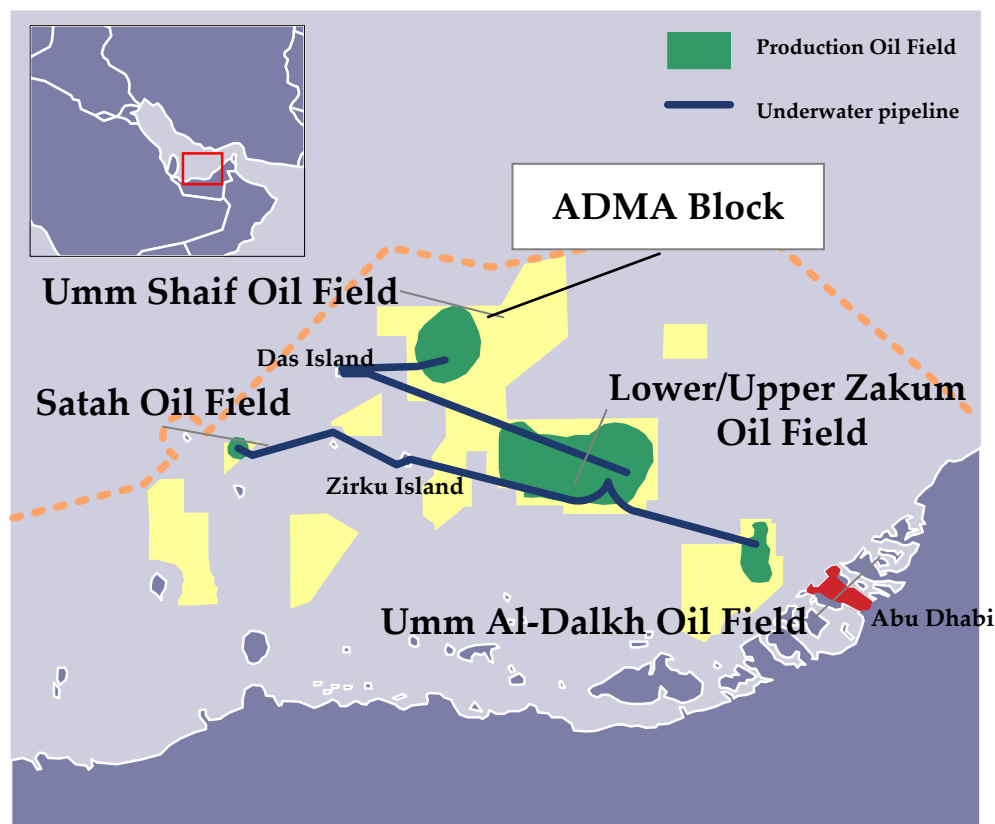 Production Oil Field
Underwater pipeline
ADMA Block
Umm Shaif Oil Field
Das Island
Satah Oil Field
Lower/Upper Zakum
Oil Field
Zirku Island
Umm Al-Dalkh Oil Field
Abu Dhabi